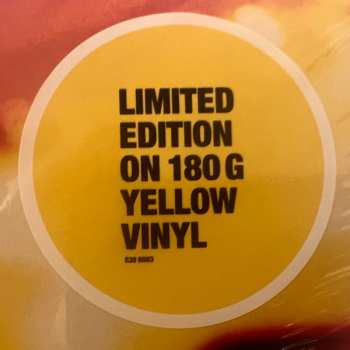 LIMITED
EDITION
ON 180 G
YELLOW
VINYL